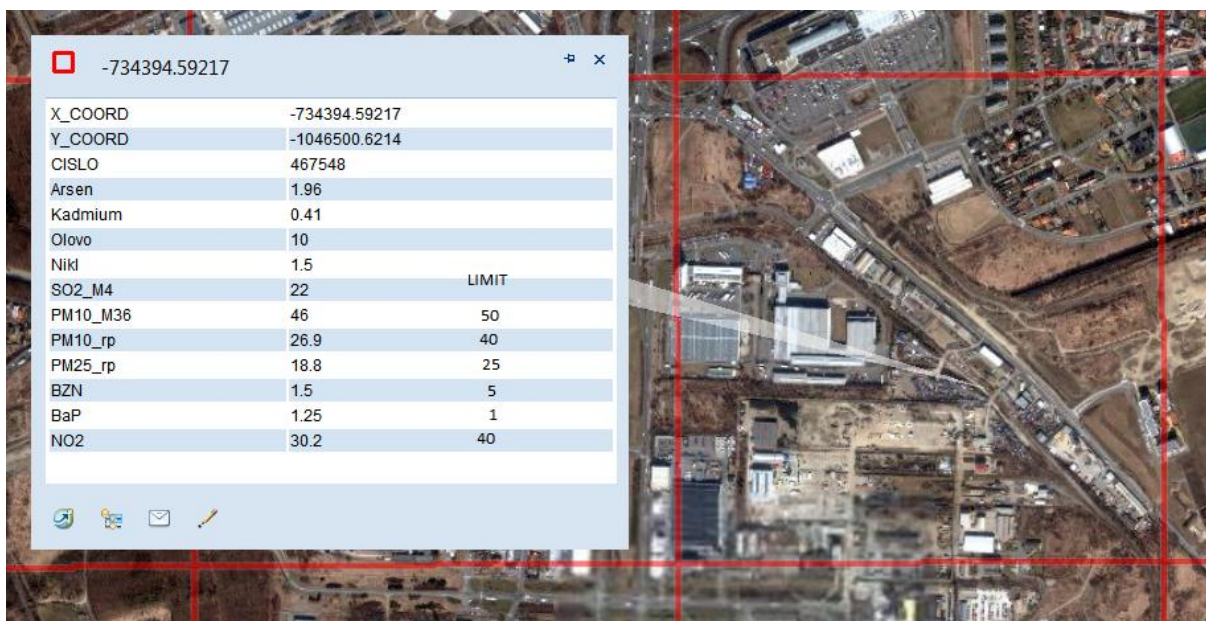 -734394.59217
X_COORD -734394.59217
Y_COORD -1046500.6214
CISLO 467548
Arsen 1.96
Kadmium 0.41
Olovo 10
Nikl 1.5
LIMIT
SO2_M4 22
PM10_M36 46 50
PM10_rp 26.9 40
PM25_rp 18.8 25
BZN 1.5 5
BaP 1.25 1
NO2 30.2 40